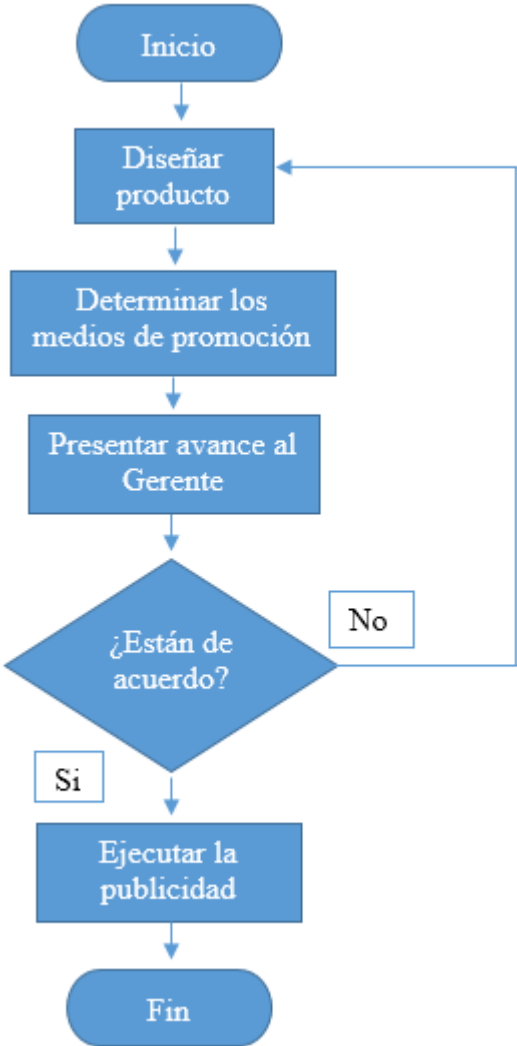 Inicio
Diseñar
producto
Determinar los
medios de promoción
Presentar avance al
Gerente
¿Están de
acuerdo?
No
Si
Ejecutar la
publicidad
Fin